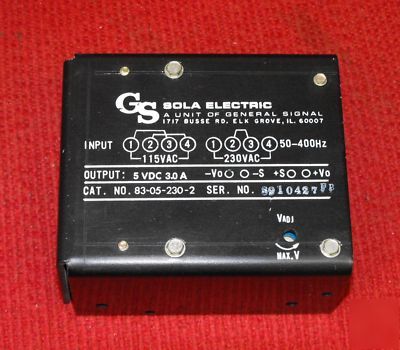 GS SOLA ELECTRIC
A UNIT OF GENERAL SIGNAL
1717 BUSSE RD. ELK GROVE, IL. 60007
INPUT 1 2 3 4 1 2 3 4 50-400Hz
115VAC 230VAC
OUTPUT: 5 VDC 3.0 A -Vo -S +S +Vo
CAT. NO. 83-05-230-2 SER. NO. 8910427
VADJ
MAX. V